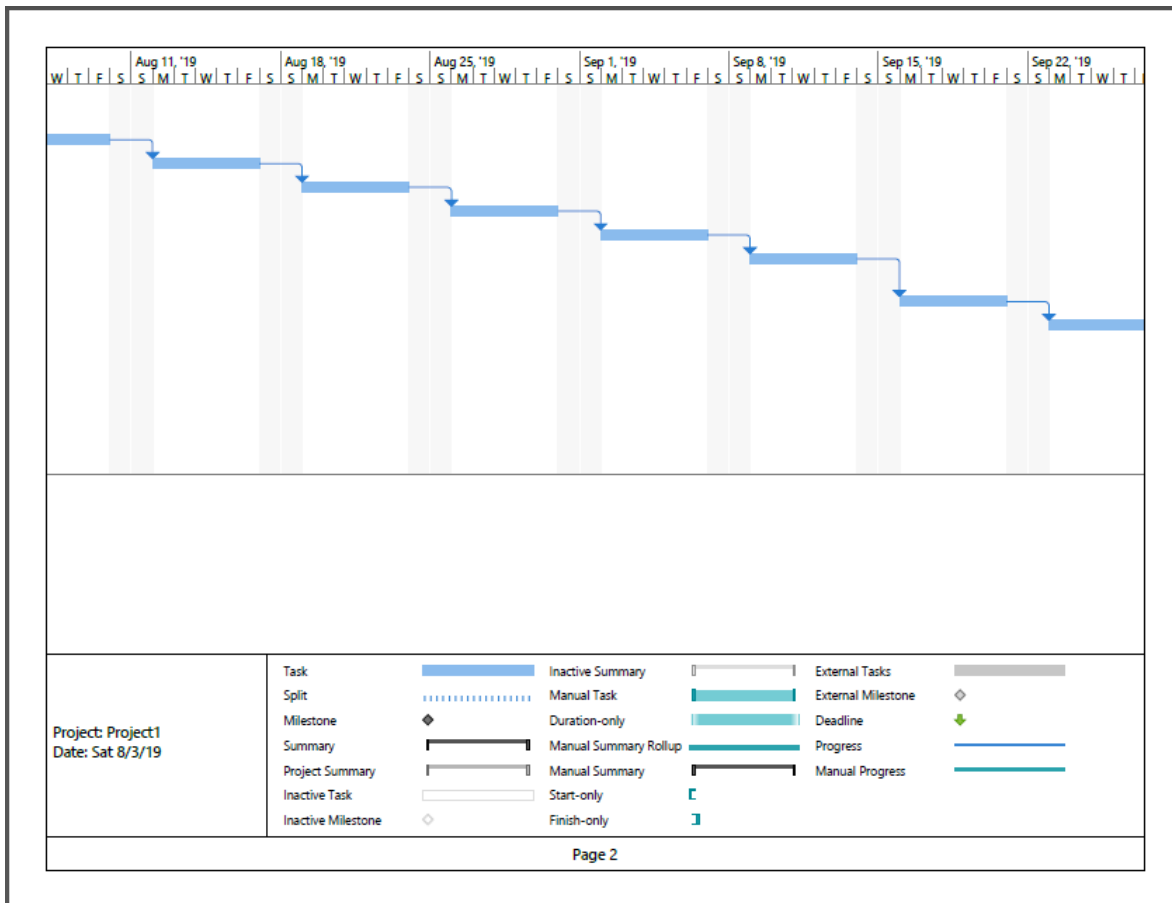 Aug 11, '19 Aug 18, '19 Aug 25, '19 Sep 1, '19 Sep 8, '19 Sep 15, '19 Sep 22, '19
W T F S S M T W T F S S M T W T F S S M T W T F S S M T W T F S S M T W T F S S M T W T F S S M T W T
Task Inactive Summary External Tasks
Split Manual Task External Milestone
Milestone Duration-only Deadline
Project: Project1
Date: Sat 8/3/19
Summary Manual Summary Rollup Progress
Project Summary Manual Summary Manual Progress
Inactive Task Start-only
Inactive Milestone Finish-only
Page 2